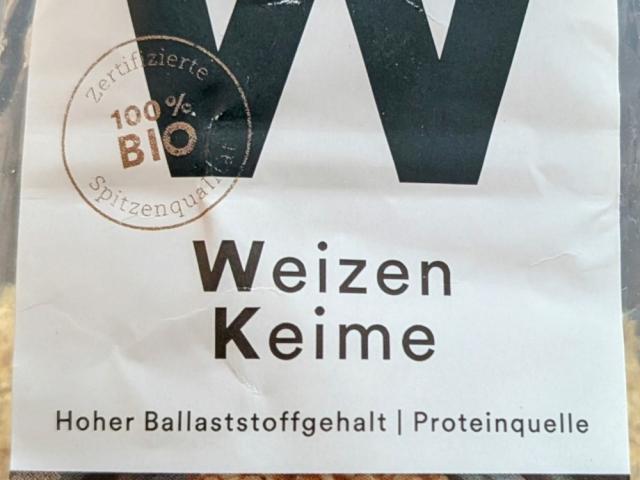 W
Zertifizierte
100%
BIO
Spitzenqualität
Weizen
Keime
Hoher Ballaststoffgehalt | Proteinquelle